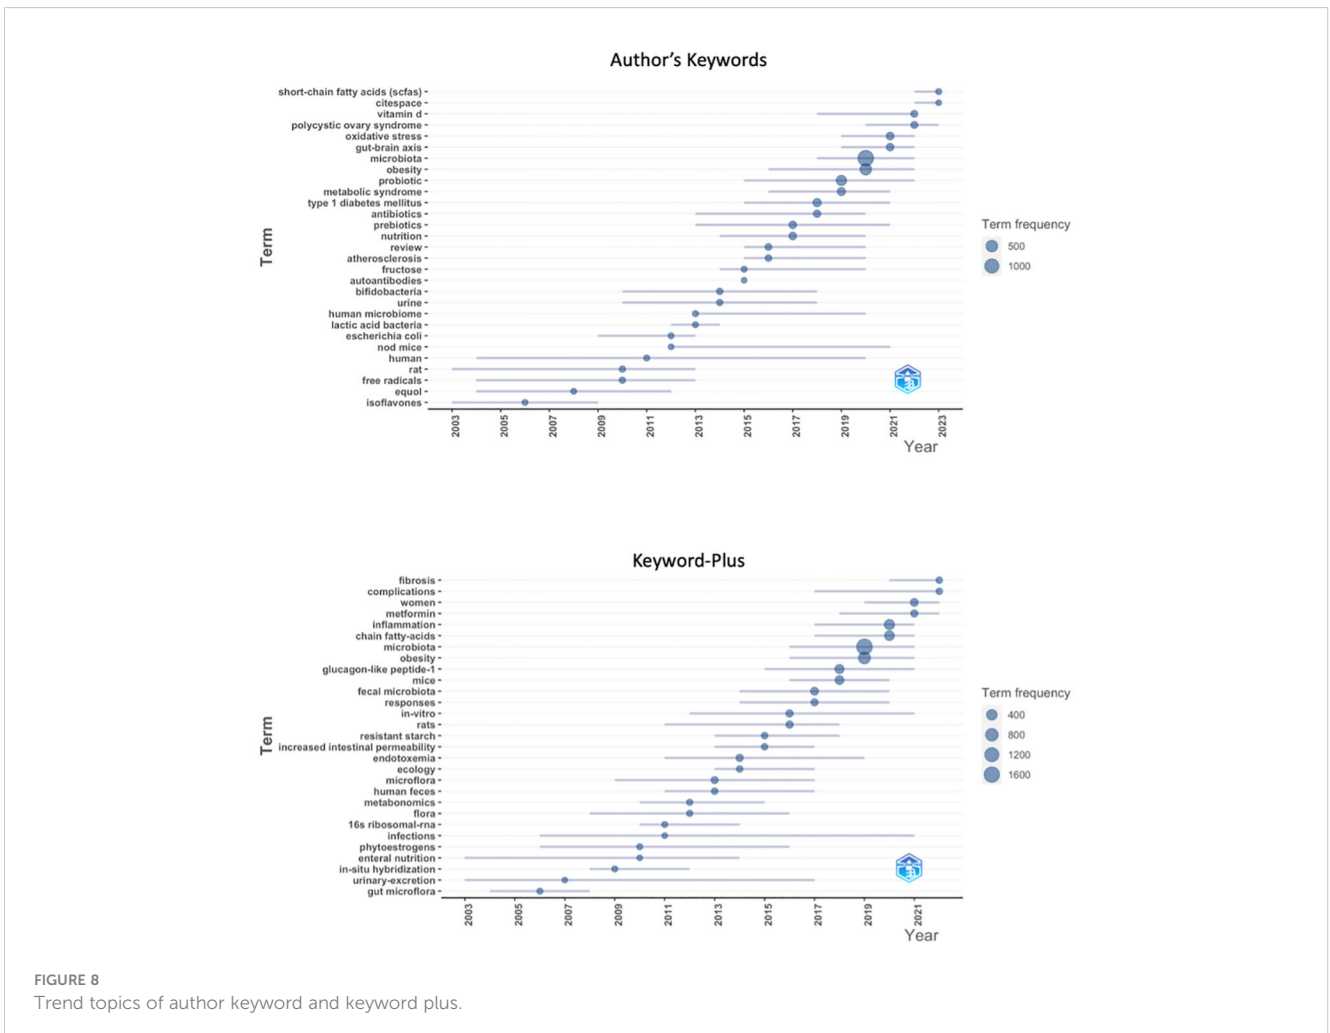 Author's Keywords
short-chain fatty acids (scfas)
citespace
vitamin d
polycystic ovary syndrome
oxidative stress
gut-brain axis
microbiota
obesity
probiotic
metabolic syndrome
type 1 diabetes mellitus
antibiotics
prebiotics
nutrition
review
atherosclerosis
fructose
autoantibodies
bifidobacteria
urine
human microbiome
lactic acid bacteria
escherichia coli
nod mice
human
rat
free radicals
equol
isoflavones
Term
2003 2005 2007 2009 2011 2013 2015 2017 2019 2021 2023
Year
Term frequency
500
1000
Keyword-Plus
fibrosis
complications
women
metformin
inflammation
chain fatty-acids
microbiota
obesity
glucagon-like peptide-1
mice
fecal microbiota
responses
in-vitro
rats
resistant starch
increased intestinal permeability
endotoxemia
ecology
microflora
human feces
metabonomics
flora
16s ribosomal-rna
infections
phytoestrogens
enteral nutrition
in-situ hybridization
urinary-excretion
gut microflora
Term
2003 2005 2007 2009 2011 2013 2015 2017 2019 2021
Year
Term frequency
400
800
1200
1600
FIGURE 8
Trend topics of author keyword and keyword plus.